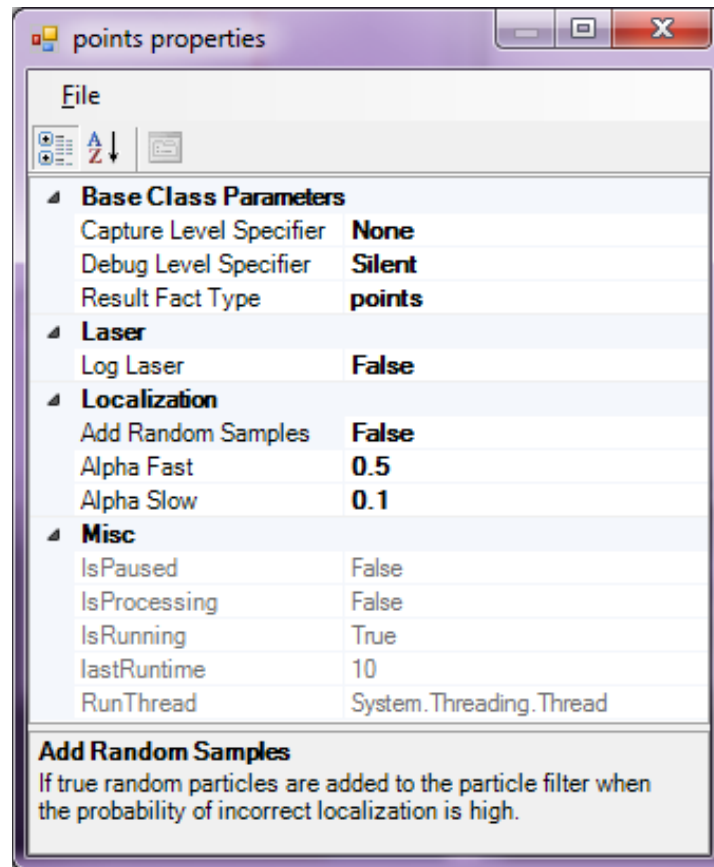 points properties
File
Base Class Parameters
Capture Level Specifier None
Debug Level Specifier Silent
Result Fact Type points
Laser
Log Laser False
Localization
Add Random Samples False
Alpha Fast 0.5
Alpha Slow 0.1
Misc
IsPaused False
IsProcessing False
IsRunning True
lastRuntime 10
RunThread System.Threading.Thread
Add Random Samples
If true random particles are added to the particle filter when
the probability of incorrect localization is high.